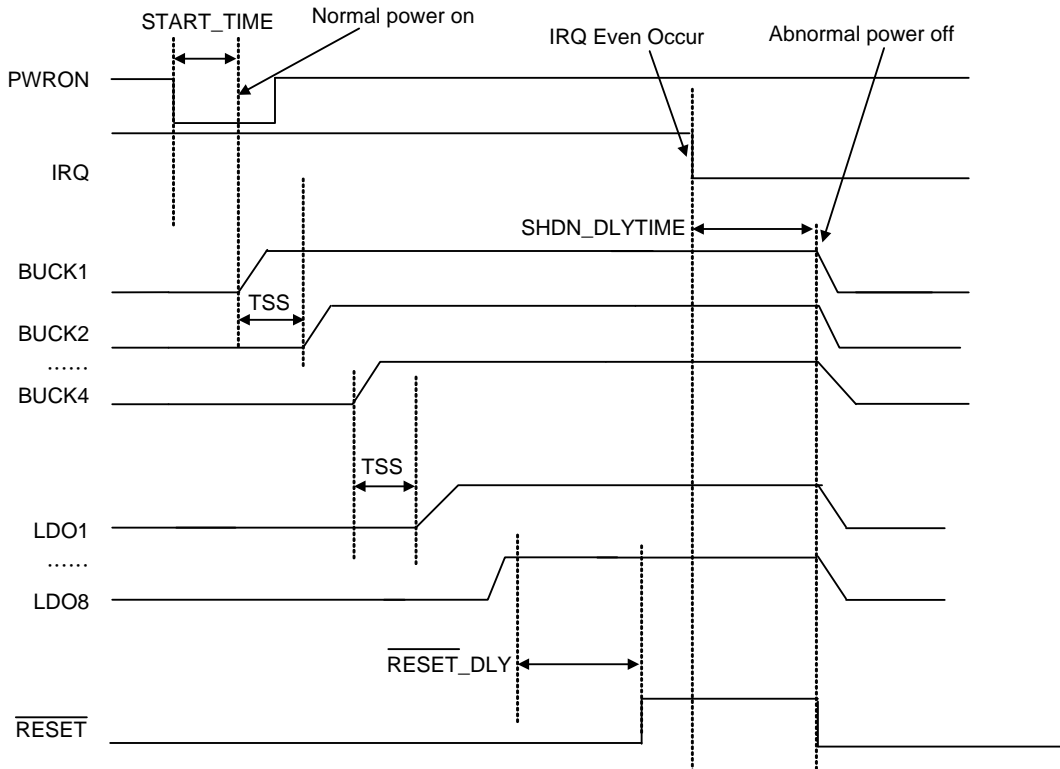 START_TIME
Normal power on
IRQ Even Occur
Abnormal power off
PWRON
IRQ
SHDN_DLYTIME
BUCK1
TSS
BUCK2
......
BUCK4
TSS
LDO1
......
LDO8
RESET_DLY
RESET